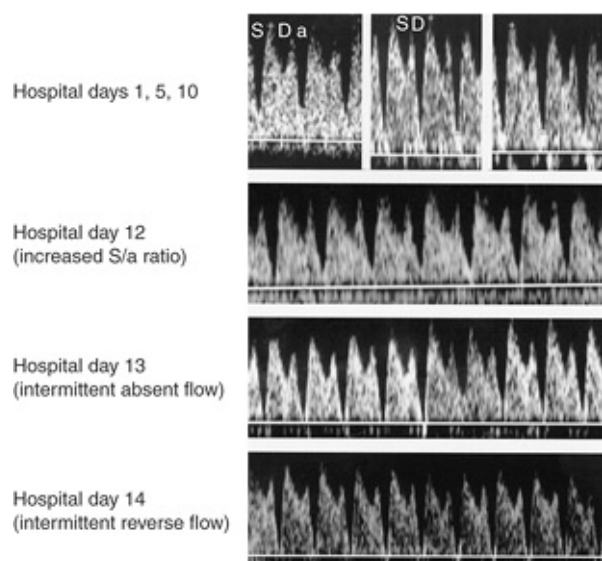 S D a
S D
Hospital days 1, 5, 10
Hospital day 12
(increased S/a ratio)
Hospital day 13
(intermittent absent flow)
Hospital day 14
(intermittent reverse flow)